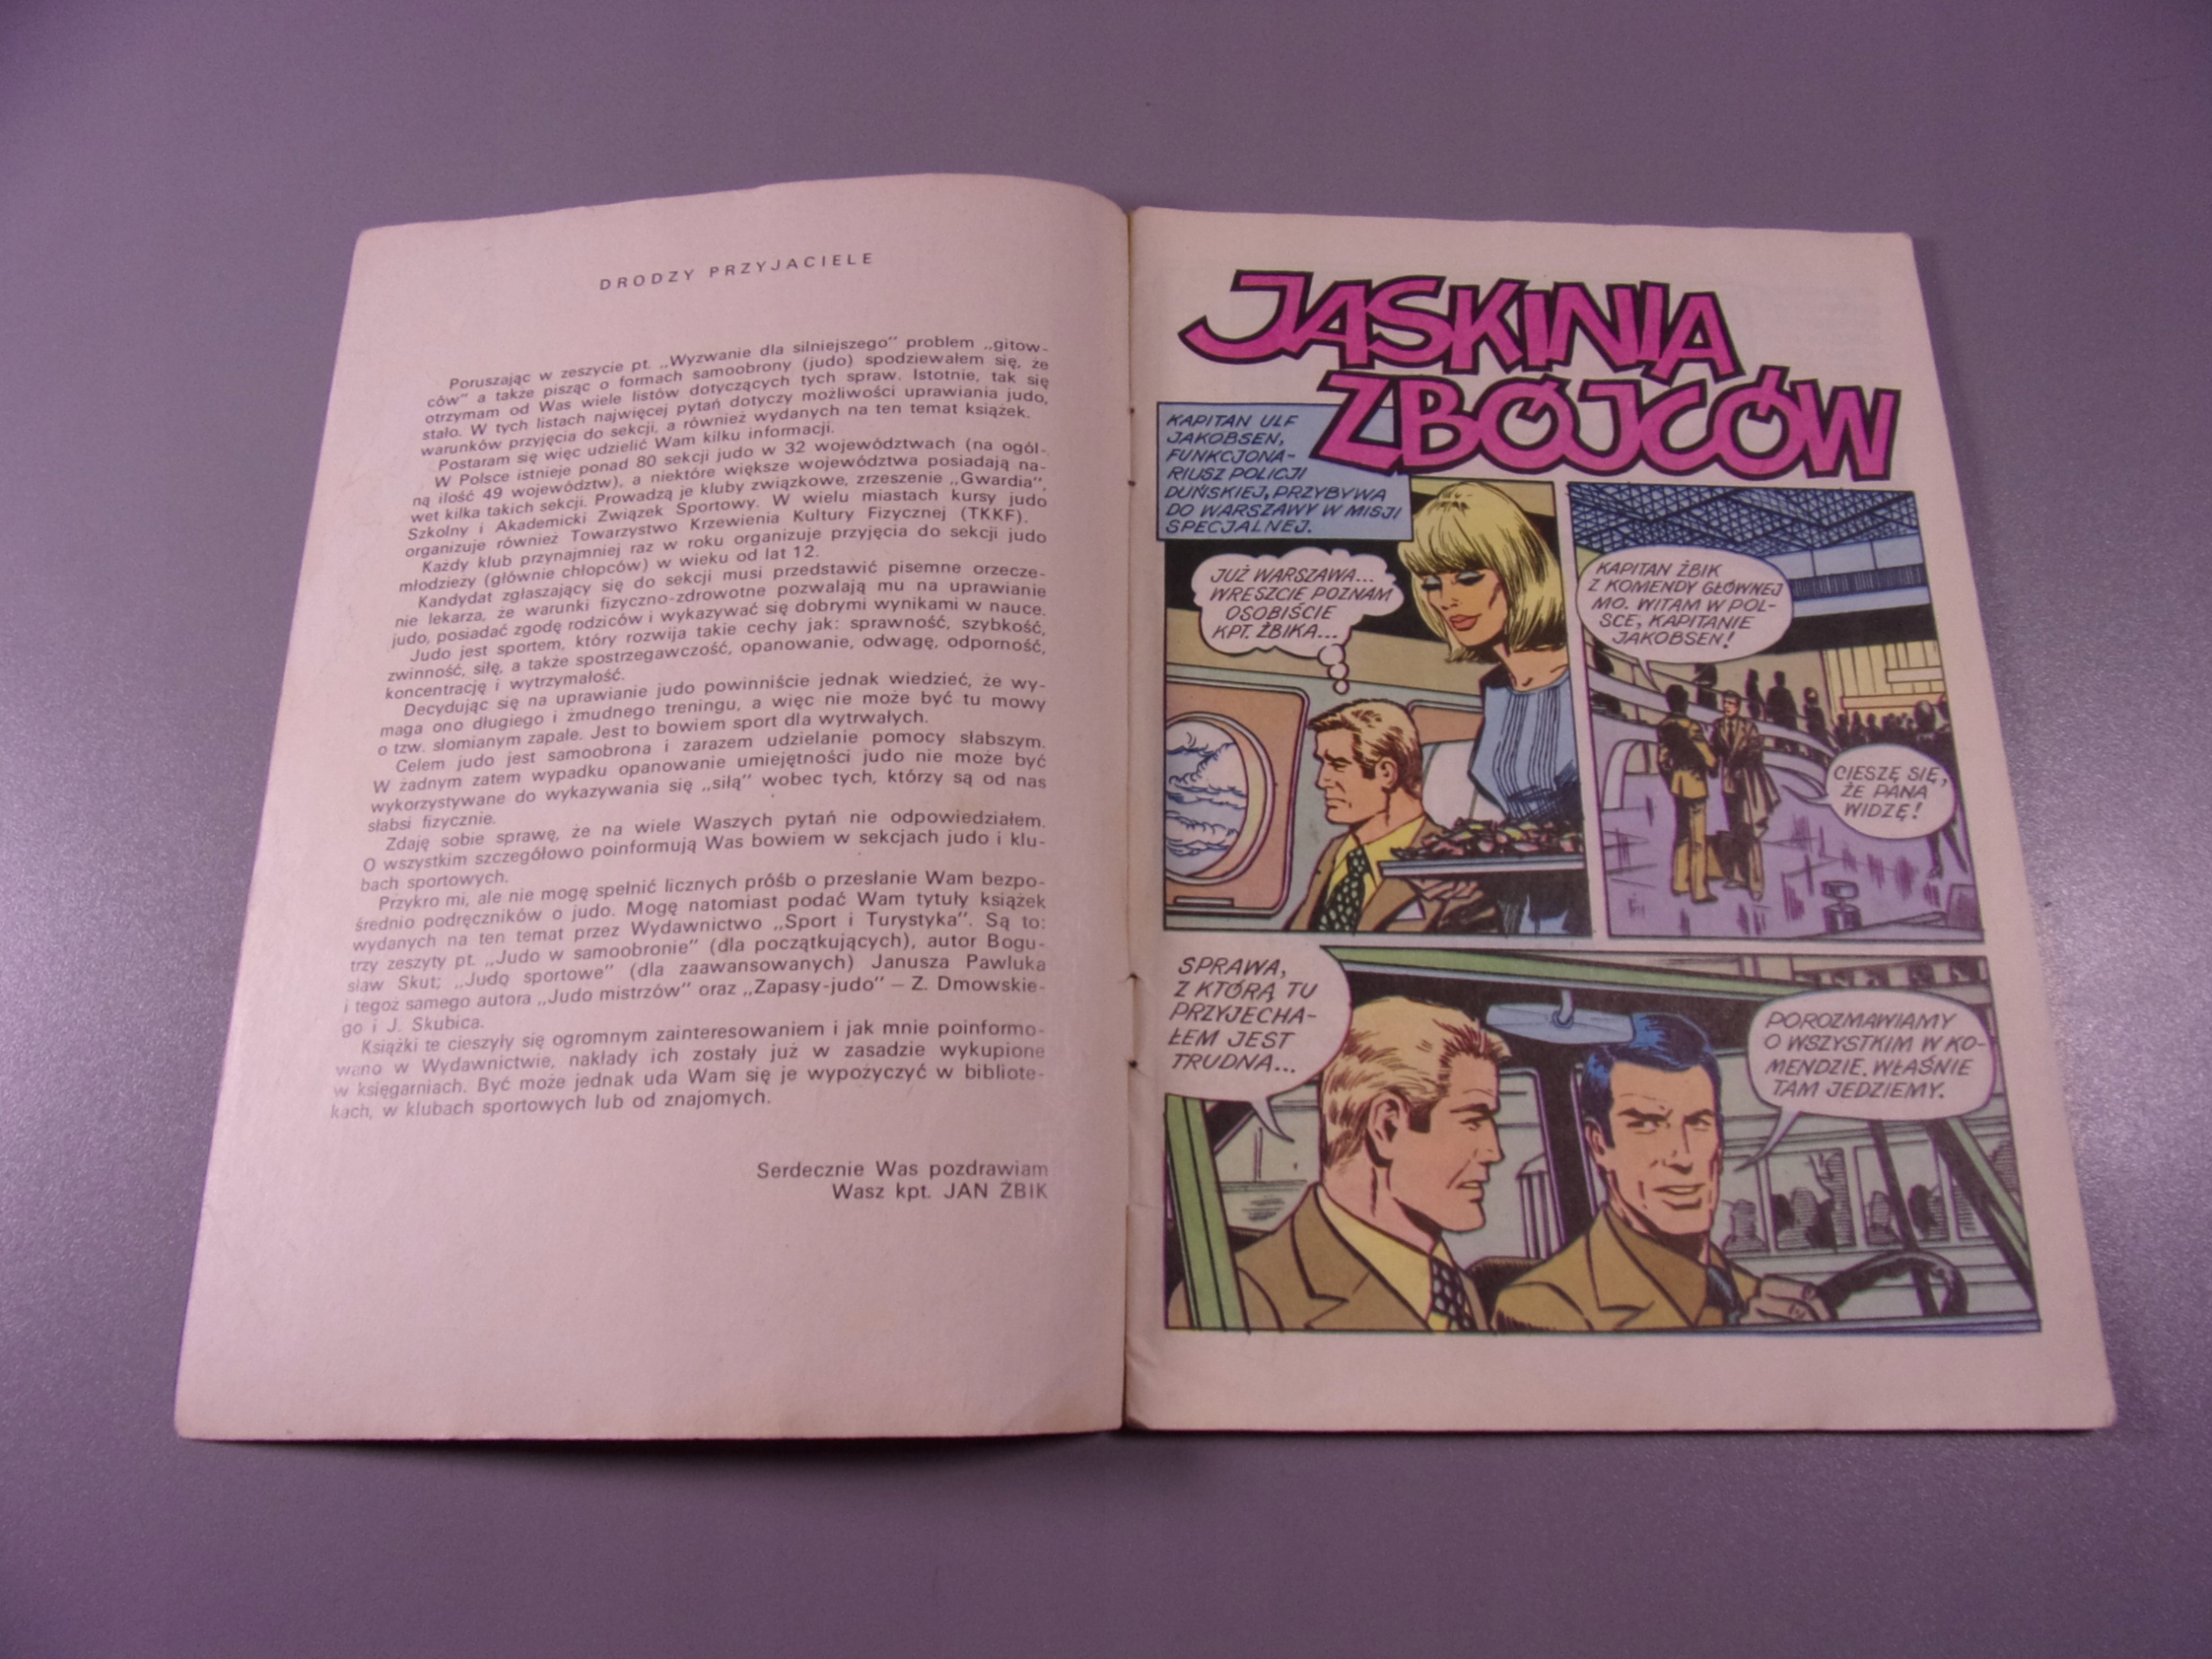 DRODZY PRZYJACIELE
Poruszając w zeszycie pt. „Wyzwanie dla silniejszego" problem „gitow-
ców" a także pisząc o formach samoobrony (judo) spodziewałem się, że
otrzymam od Was wiele listów dotyczących tych spraw. Istotnie, tak się
stało. W tych listach najwięcej pytań dotyczy możliwości uprawiania judo,
warunków przyjęcia do sekcji, a również wydanych na ten temat książek.
Postaram się więc udzielić Wam kilku informacji.
W Polsce istnieje ponad 80 sekcji judo w 32 województwach (na ogól-
ną ilość 49 województw), a niektóre większe województwa posiadają na-
wet kilka takich sekcji. Prowadzą je kluby związkowe, zrzeszenie „Gwardia",
Szkolny i Akademicki Związek Sportowy. W wielu miastach kursy judo
organizuje również Towarzystwo Krzewienia Kultury Fizycznej (TKKF).
Każdy klub przynajmniej raz w roku organizuje przyjęcia do sekcji judo
młodzieży (głównie chłopców) w wieku od lat 12.
Kandydat zgłaszający się do sekcji musi przedstawić pisemne orzecze-
nie lekarza, że warunki fizyczno-zdrowotne pozwalają mu na uprawianie
judo, posiadać zgodę rodziców i wykazywać się dobrymi wynikami w nauce.
Judo jest sportem, który rozwija takie cechy jak: sprawność, szybkość,
zwinność, siłę, a także spostrzegawczość, opanowanie, odwagę, odporność,
koncentrację i wytrzymałość.
Decydując się na uprawianie judo powinniście jednak wiedzieć, że wy-
maga ono długiego i żmudnego treningu, a więc nie może być tu mowy
o tzw. słomianym zapale. Jest to bowiem sport dla wytrwałych.
Celem judo jest samoobrona i zarazem udzielanie pomocy słabszym.
W żadnym zatem wypadku opanowanie umiejętności judo nie może być
wykorzystywane do wykazywania się „siłą" wobec tych, którzy są od nas
słabsi fizycznie.
Zdaję sobie sprawę, że na wiele Waszych pytań nie odpowiedziałem.
O wszystkim szczegółowo poinformują Was bowiem w sekcjach judo i klu-
bach sportowych.
Przykro mi, ale nie mogę spełnić licznych próśb o przesłanie Wam bezpo-
średnio podręczników o judo. Mogę natomiast podać Wam tytuły książek
wydanych na ten temat przez Wydawnictwo „Sport i Turystyka". Są to:
trzy zeszyty pt. „Judo w samoobronie" (dla początkujących), autor Bogu-
sław Skut; „Judo sportowe" (dla zaawansowanych) Janusza Pawluka
i tegoż samego autora „Judo mistrzów" oraz „Zapasy-judo" – Z. Dmowskie-
go i J. Skubica.
Książki te cieszyły się ogromnym zainteresowaniem i jak mnie poinformo-
wano w Wydawnictwie, nakłady ich zostały już w zasadzie wykupione
w księgarniach. Być może jednak uda Wam się je wypożyczyć w bibliote-
kach, w klubach sportowych lub od znajomych.
Serdecznie Was pozdrawiam
Wasz kpt. JAN ŻBIK
JASKINIA
ZBÓJCÓW
KAPITAN ULF
JAKOBSEN,
FUNKCJONA-
RIUSZ POLICJI
DUŃSKIEJ, PRZYBYWA
DO WARSZAWY W MISJI
SPECJALNEJ.
JUŻ WARSZAWA...
WRESZCIE POZNAM
OSOBIŚCIE
KPT. ŻBIKA...
KAPITAN ŻBIK
Z KOMENDY GŁÓWNEJ
MO. WITAM W POL-
SCE, KAPITANIE
JAKOBSEN!
CIESZĘ SIĘ,
ŻE PANA
WIDZĘ!
SPRAWA,
Z KTÓRĄ TU
PRZYJECHA-
ŁEM JEST
TRUDNA...
POROZMAWIAMY
O WSZYSTKIM W KO-
MENDZIE. WŁAŚNIE
TAM JEDZIEMY.